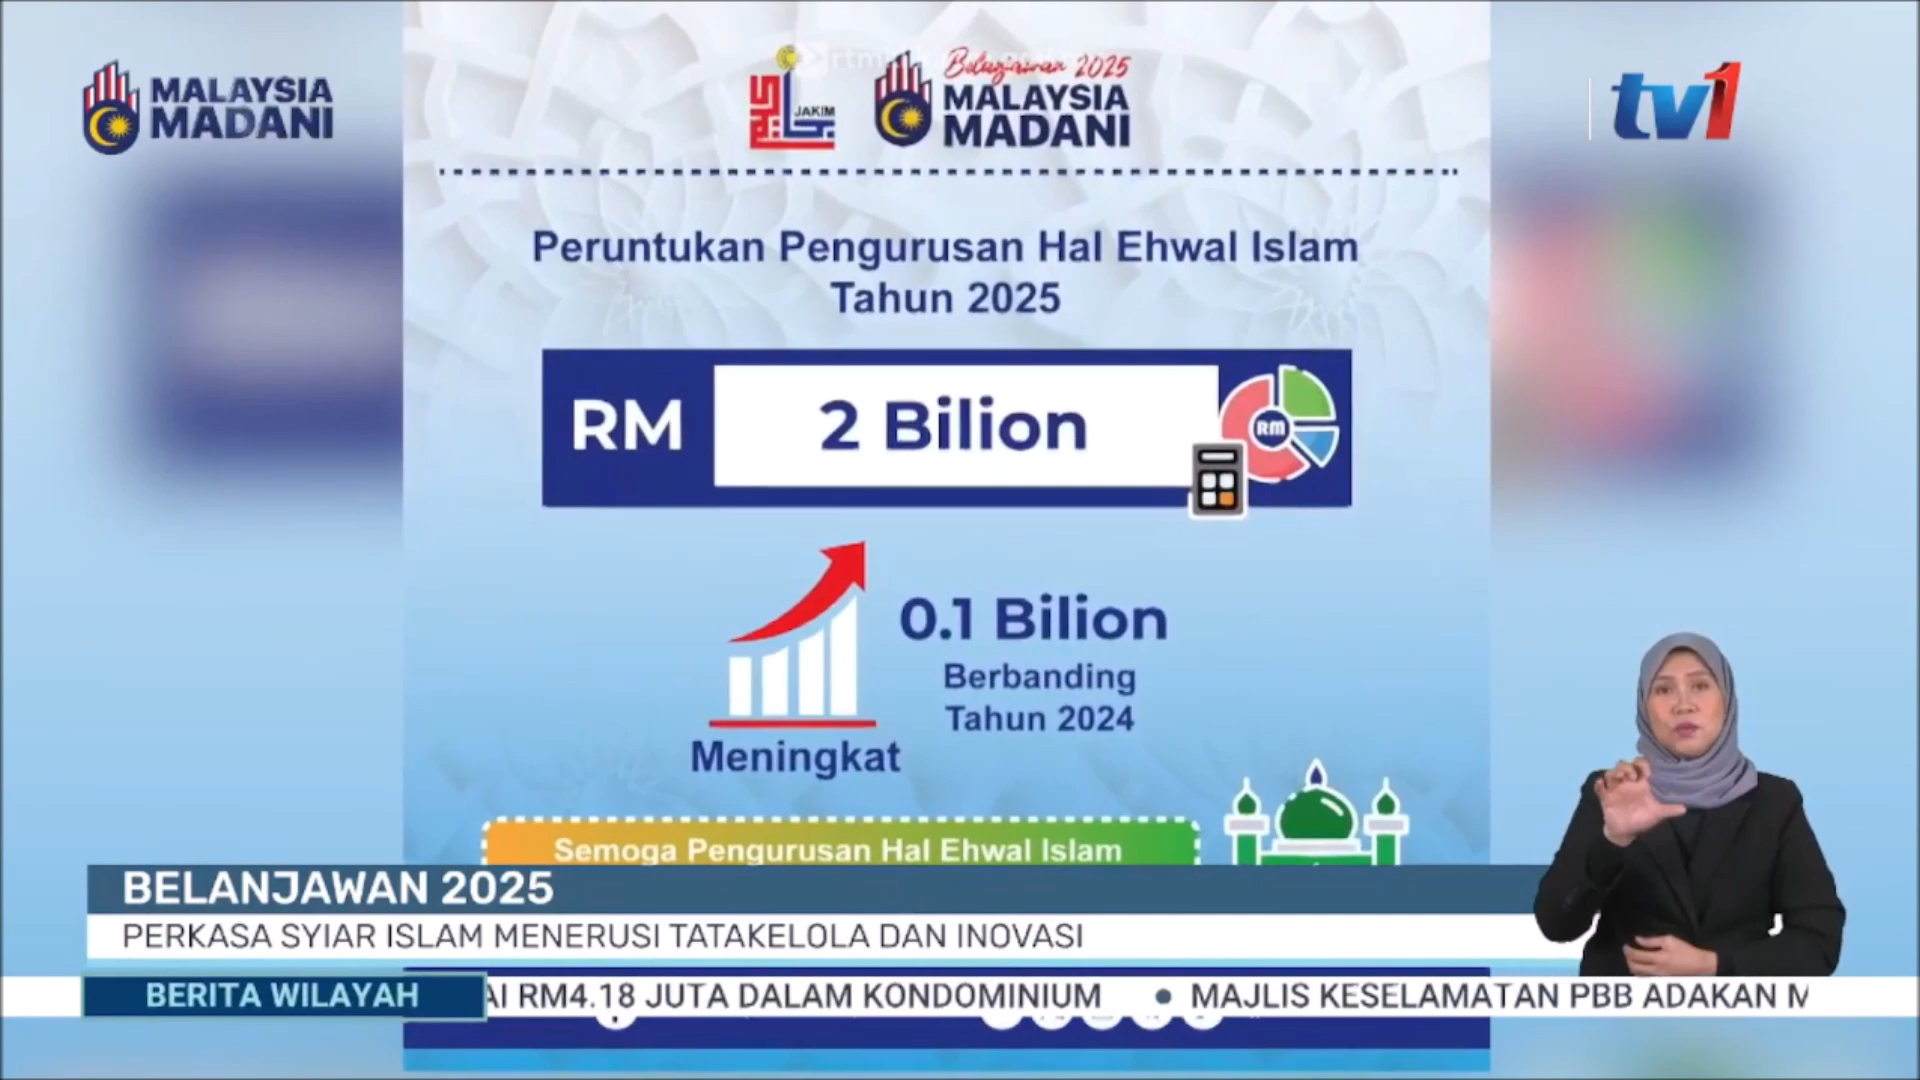 MALAYSIA
MADANI
JAKIM
Belanjawan 2025
MALAYSIA
MADANI
tv1
Peruntukan Pengurusan Hal Ehwal Islam
Tahun 2025
RM 2 Bilion
RM
0.1 Bilion
Berbanding
Tahun 2024
Meningkat
Semoga Pengurusan Hal Ehwal Islam
BELANJAWAN 2025
PERKASA SYIAR ISLAM MENERUSI TATAKELOLA DAN INOVASI
BERITA WILAYAH AI RM4.18 JUTA DALAM KONDOMINIUM • MAJLIS KESELAMATAN PBB ADAKAN M